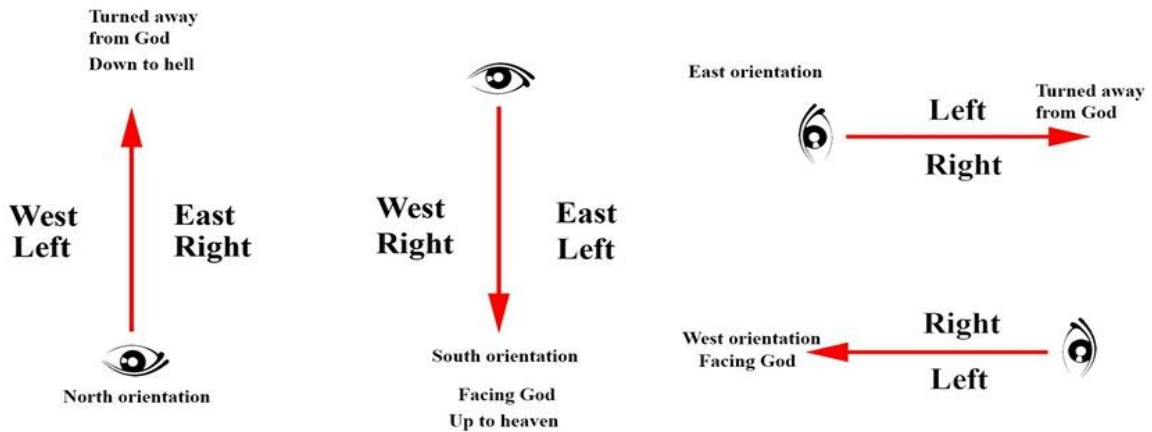 Turned away
from God
Down to hell
West
Left
East
Right
North orientation
West
Right
East
Left
South orientation
Facing God
Up to heaven
East orientation
Left
Right
Turned away
from God
West orientation
Facing God
Right
Left